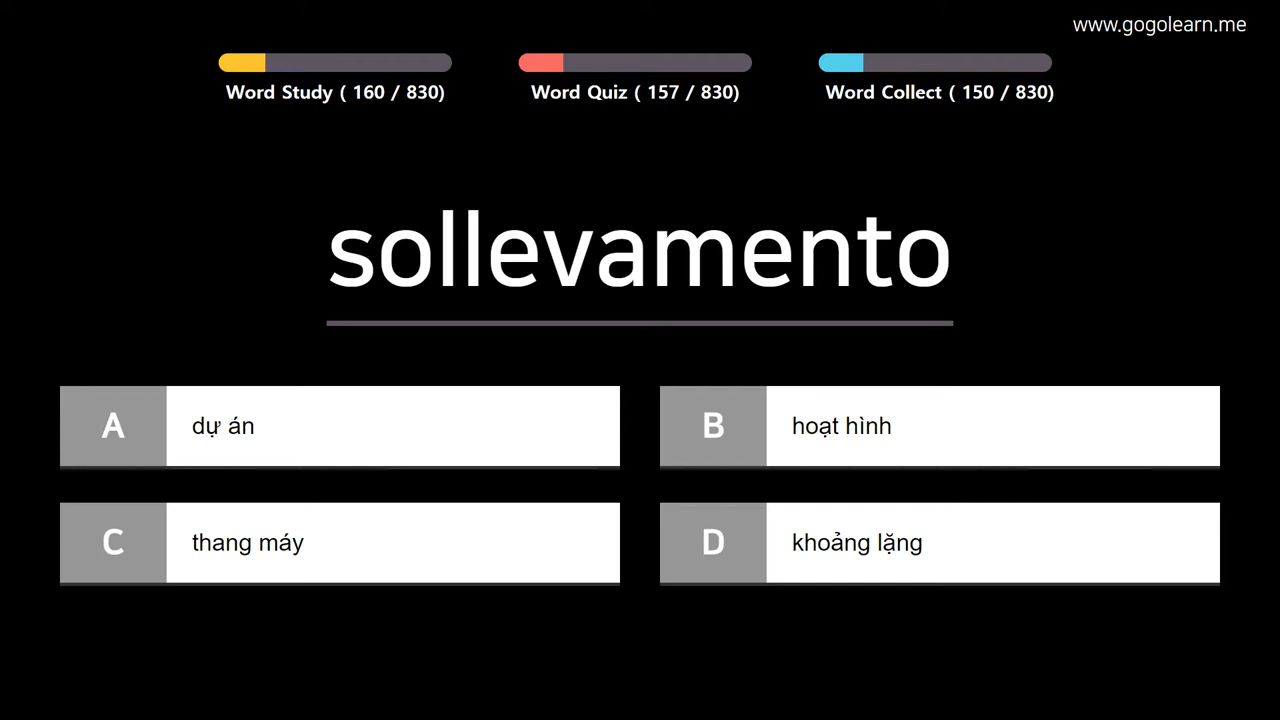 www.gogolearn.me
Word Study ( 160 / 830)
Word Quiz ( 157 / 830)
Word Collect ( 150 / 830)
sollevamento
A dự án
B hoạt hình
C thang máy
D khoảng lặng